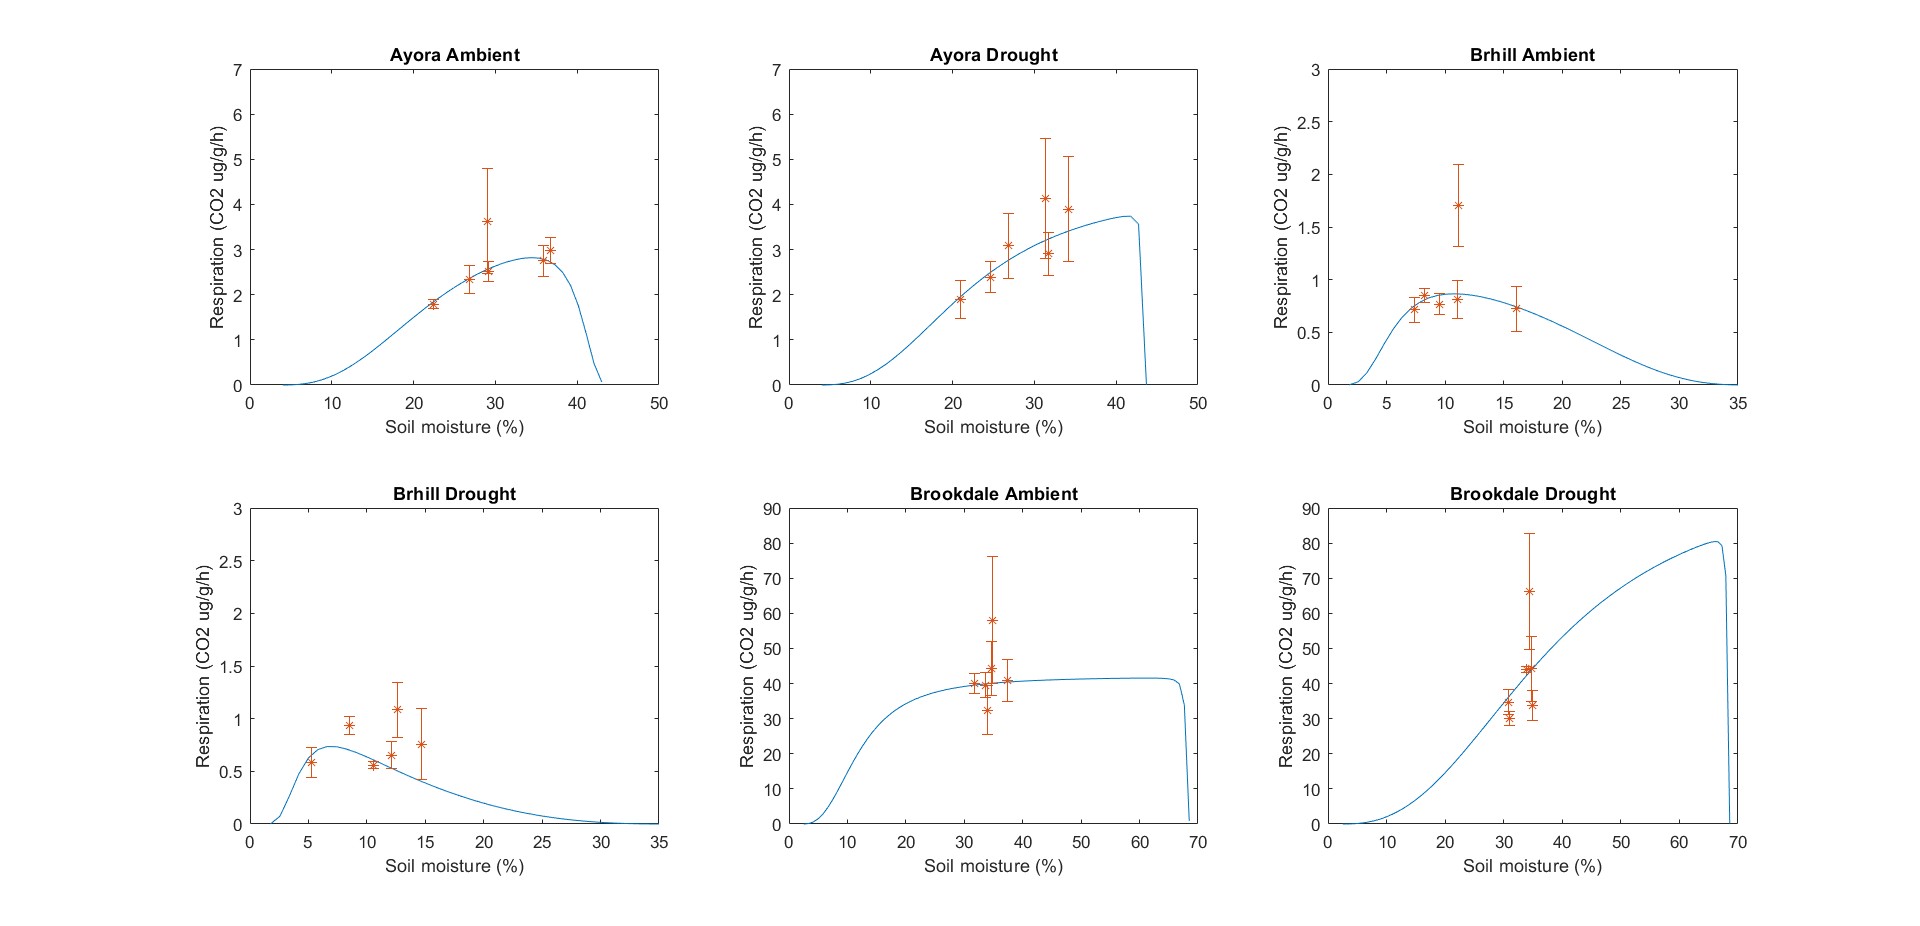 Ayora Ambient
7
6
5
4
3
2
1
0
Respiration (CO2 ug/g/h)
0 10 20 30 40 50
Soil moisture (%)
Ayora Drought
7
6
5
4
3
2
1
0
Respiration (CO2 ug/g/h)
0 10 20 30 40 50
Soil moisture (%)
Brhill Ambient
3
2.5
2
1.5
1
0.5
0
Respiration (CO2 ug/g/h)
0 5 10 15 20 25 30 35
Soil moisture (%)
Brhill Drought
3
2.5
2
1.5
1
0.5
0
Respiration (CO2 ug/g/h)
0 5 10 15 20 25 30 35
Soil moisture (%)
Brookdale Ambient
90
80
70
60
50
40
30
20
10
0
Respiration (CO2 ug/g/h)
0 10 20 30 40 50 60 70
Soil moisture (%)
Brookdale Drought
90
80
70
60
50
40
30
20
10
0
Respiration (CO2 ug/g/h)
0 10 20 30 40 50 60 70
Soil moisture (%)